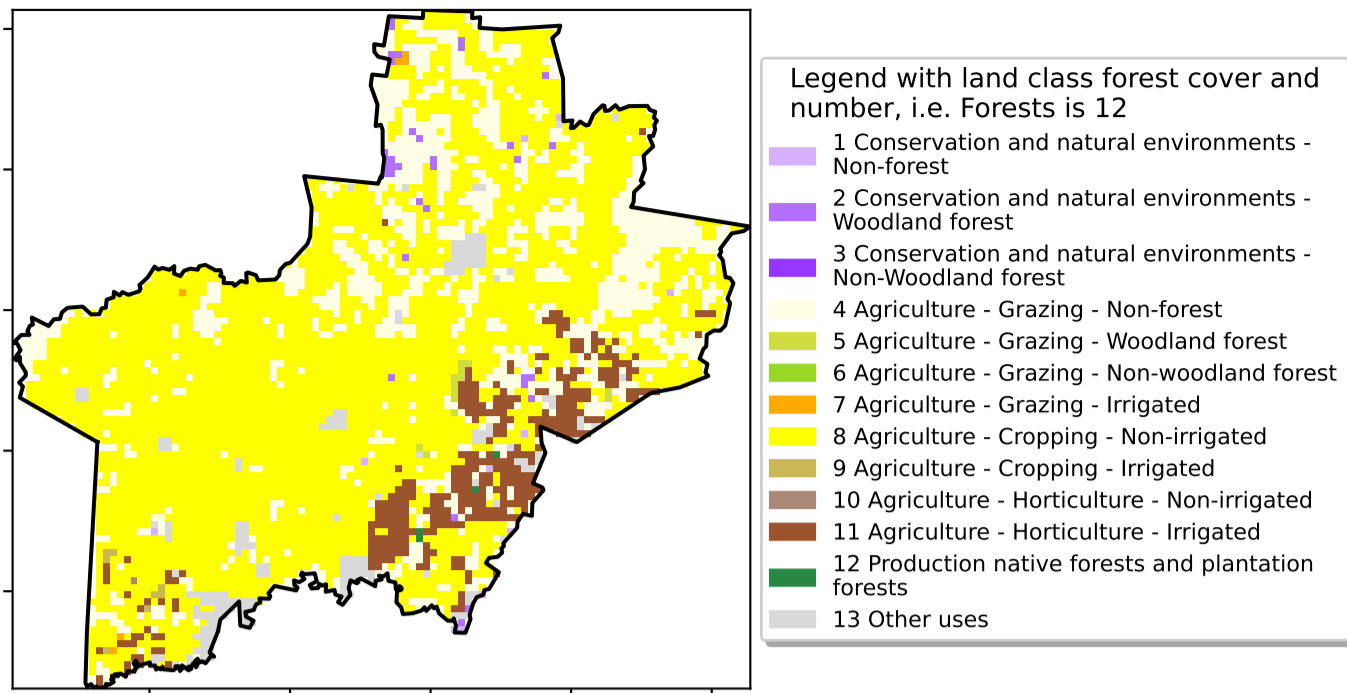 Legend with land class forest cover and
number, i.e. Forests is 12
1 Conservation and natural environments -
Non-forest
2 Conservation and natural environments -
Woodland forest
3 Conservation and natural environments -
Non-Woodland forest
4 Agriculture - Grazing - Non-forest
5 Agriculture - Grazing - Woodland forest
6 Agriculture - Grazing - Non-woodland forest
7 Agriculture - Grazing - Irrigated
8 Agriculture - Cropping - Non-irrigated
9 Agriculture - Cropping - Irrigated
10 Agriculture - Horticulture - Non-irrigated
11 Agriculture - Horticulture - Irrigated
12 Production native forests and plantation
forests
13 Other uses